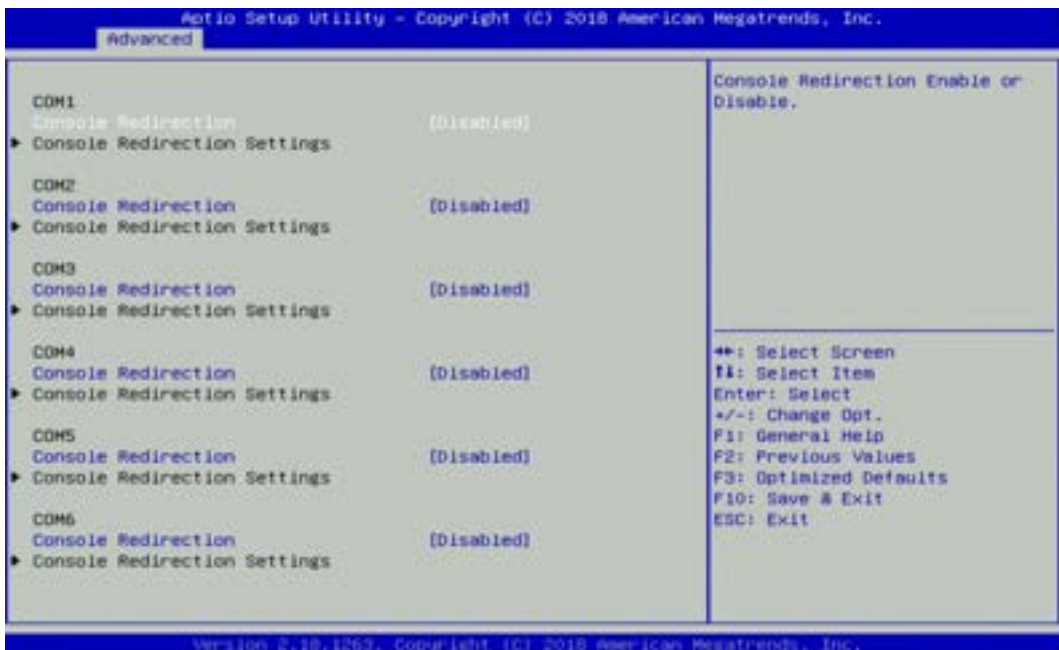 Aptio Setup Utility - Copyright (C) 2018 American Megatrends, Inc.
Advanced
COM1
Console Redirection [Disabled]
▶ Console Redirection Settings
COM2
Console Redirection [Disabled]
▶ Console Redirection Settings
COM3
Console Redirection [Disabled]
▶ Console Redirection Settings
COM4
Console Redirection [Disabled]
▶ Console Redirection Settings
COM5
Console Redirection [Disabled]
▶ Console Redirection Settings
COM6
Console Redirection [Disabled]
▶ Console Redirection Settings
Console Redirection Enable or
Disable.
→←: Select Screen
↑↓: Select Item
Enter: Select
+/-: Change Opt.
F1: General Help
F2: Previous Values
F3: Optimized Defaults
F10: Save & Exit
ESC: Exit
Version 2.18.1263. Copyright (C) 2018 American Megatrends, Inc.